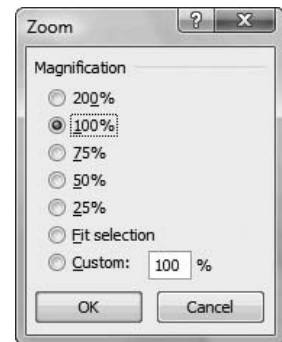 Zoom ? X
Magnification
200%
100%
75%
50%
25%
Fit selection
Custom: 100 %
OK Cancel